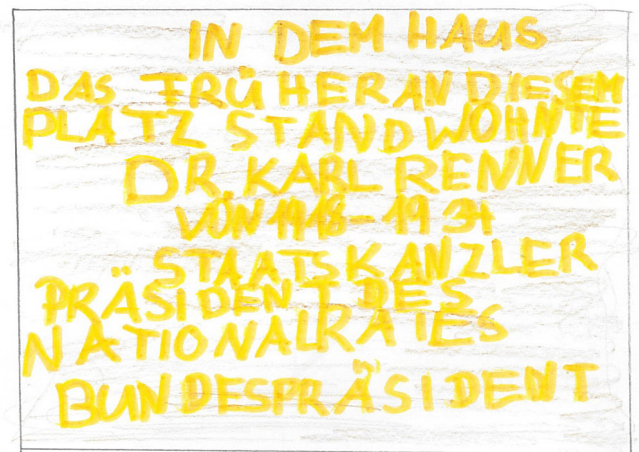 IN DEM HAUS
DAS FRÜHER AN DIESEM
PLATZ STAND WOHNTE
DR. KARL RENNER
VON 1918-1934
STAATSKANZLER
PRÄSIDENT DES
NATIONALRATES
BUNDESPRÄSIDENT